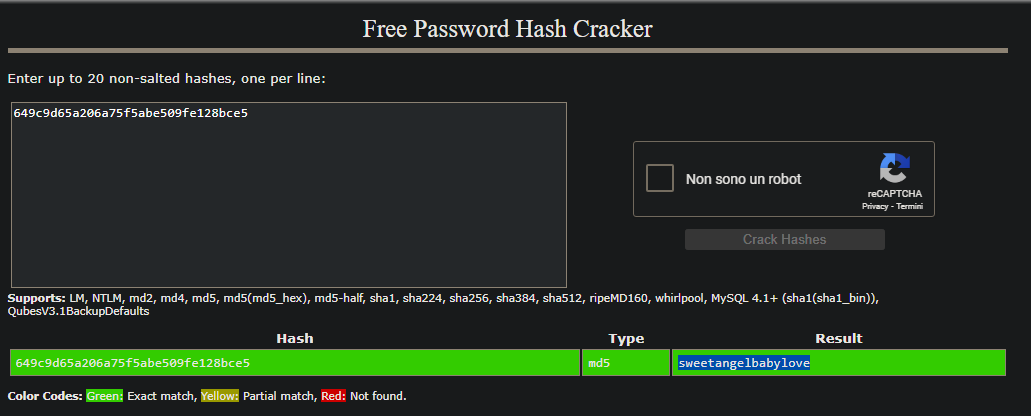 Free Password Hash Cracker
Enter up to 20 non-salted hashes, one per line:
649c9d65a206a75f5abe509fe128bce5
Non sono un robot
reCAPTCHA
Privacy - Termini
Crack Hashes
Supports: LM, NTLM, md2, md4, md5, md5(md5_hex), md5-half, sha1, sha224, sha256, sha384, sha512, ripeMD160, whirlpool, MySQL 4.1+ (sha1(sha1_bin)),
QubesV3.1BackupDefaults
Hash Type Result
649c9d65a206a75f5abe509fe128bce5 md5 sweetangelbabylove
Color Codes: Green: Exact match, Yellow: Partial match, Red: Not found.